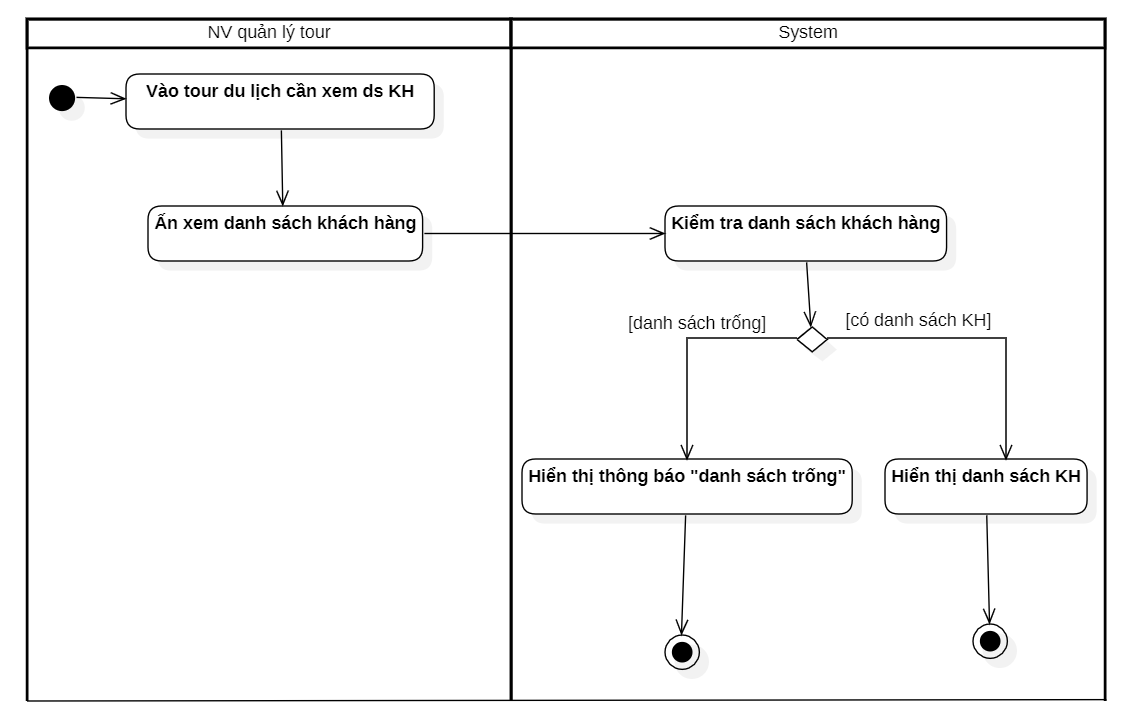 NV quản lý tour
System
Vào tour du lịch cần xem ds KH
Ấn xem danh sách khách hàng
Kiểm tra danh sách khách hàng
[danh sách trống]
[có danh sách KH]
Hiển thị thông báo "danh sách trống"
Hiển thị danh sách KH